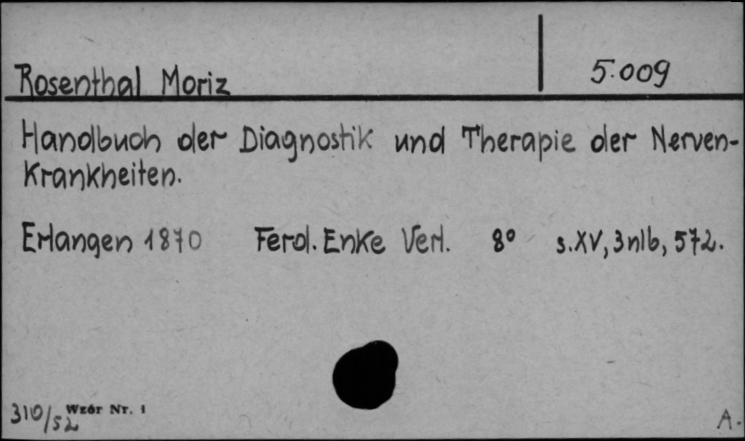 Rosenthal Moriz
5.009
Handbuch der Diagnostik und Therapie der Nerven-
Krankheiten.
Erlangen 1870 Ferd. Enke Verl. 8° s.XV, 3nlb, 572.
310/52 Wzór Nr. 1
A.